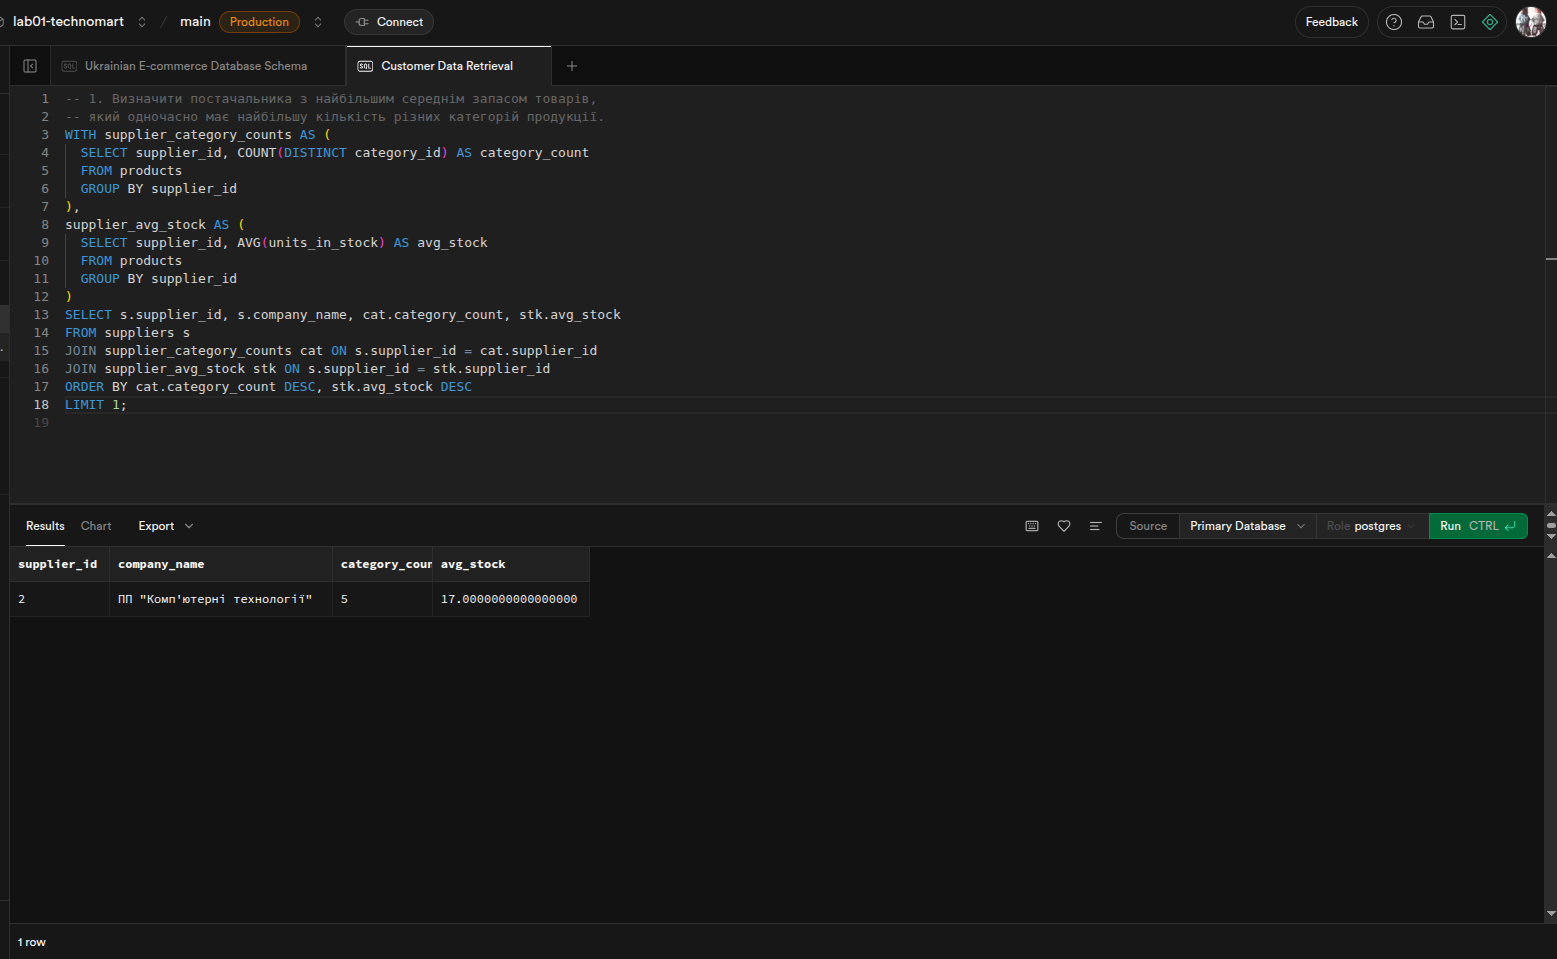 lab01-technomart / main Production Connect Feedback
Ukrainian E-commerce Database Schema Customer Data Retrieval
1 -- 1. Визначити постачальника з найбільшим середнім запасом товарів,
2 -- який одночасно має найбільшу кількість різних категорій продукції.
3 WITH supplier_category_counts AS (
4 SELECT supplier_id, COUNT(DISTINCT category_id) AS category_count
5 FROM products
6 GROUP BY supplier_id
7 ),
8 supplier_avg_stock AS (
9 SELECT supplier_id, AVG(units_in_stock) AS avg_stock
10 FROM products
11 GROUP BY supplier_id
12 )
13 SELECT s.supplier_id, s.company_name, cat.category_count, stk.avg_stock
14 FROM suppliers s
15 JOIN supplier_category_counts cat ON s.supplier_id = cat.supplier_id
16 JOIN supplier_avg_stock stk ON s.supplier_id = stk.supplier_id
17 ORDER BY cat.category_count DESC, stk.avg_stock DESC
18 LIMIT 1;
19
Results Chart Export Source Primary Database Role postgres Run CTRL
supplier_id company_name category_coun avg_stock
2 ПП "Комп'ютерні технології" 5 17.0000000000000000
1 row